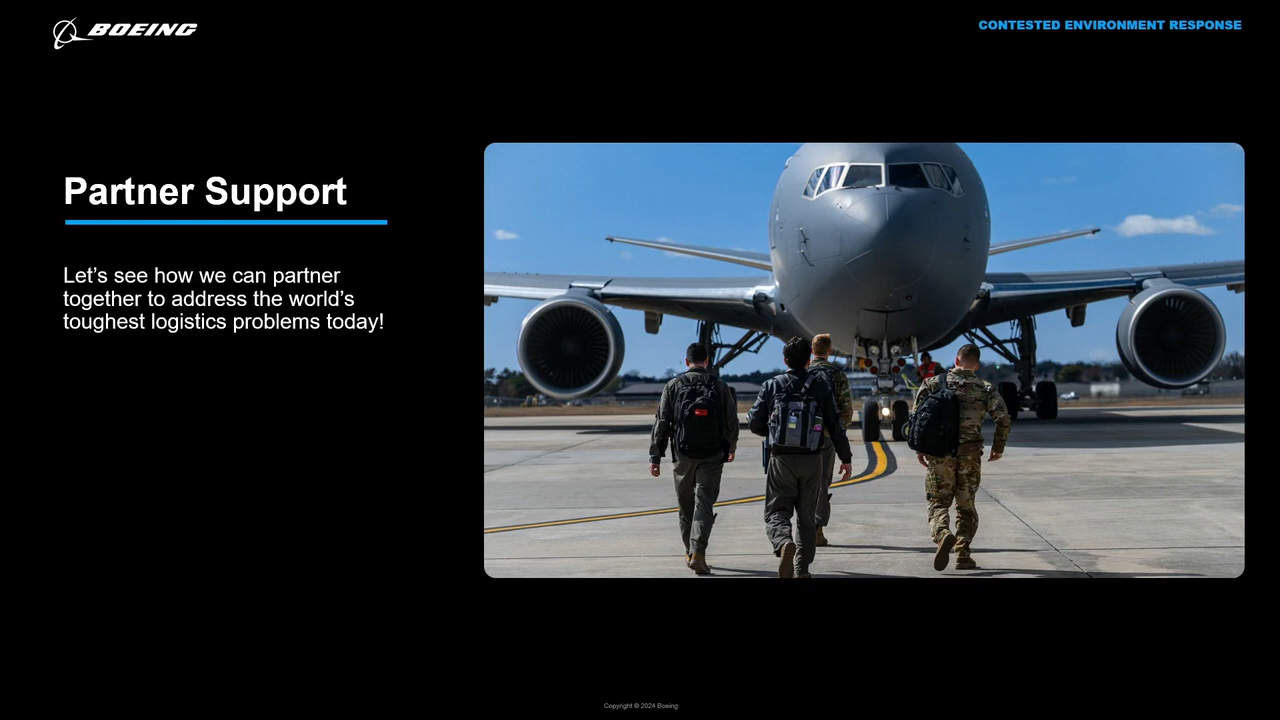 BOEING
CONTESTED ENVIRONMENT RESPONSE
Partner Support
Let’s see how we can partner
together to address the world’s
toughest logistics problems today!
Copyright © 2024 Boeing